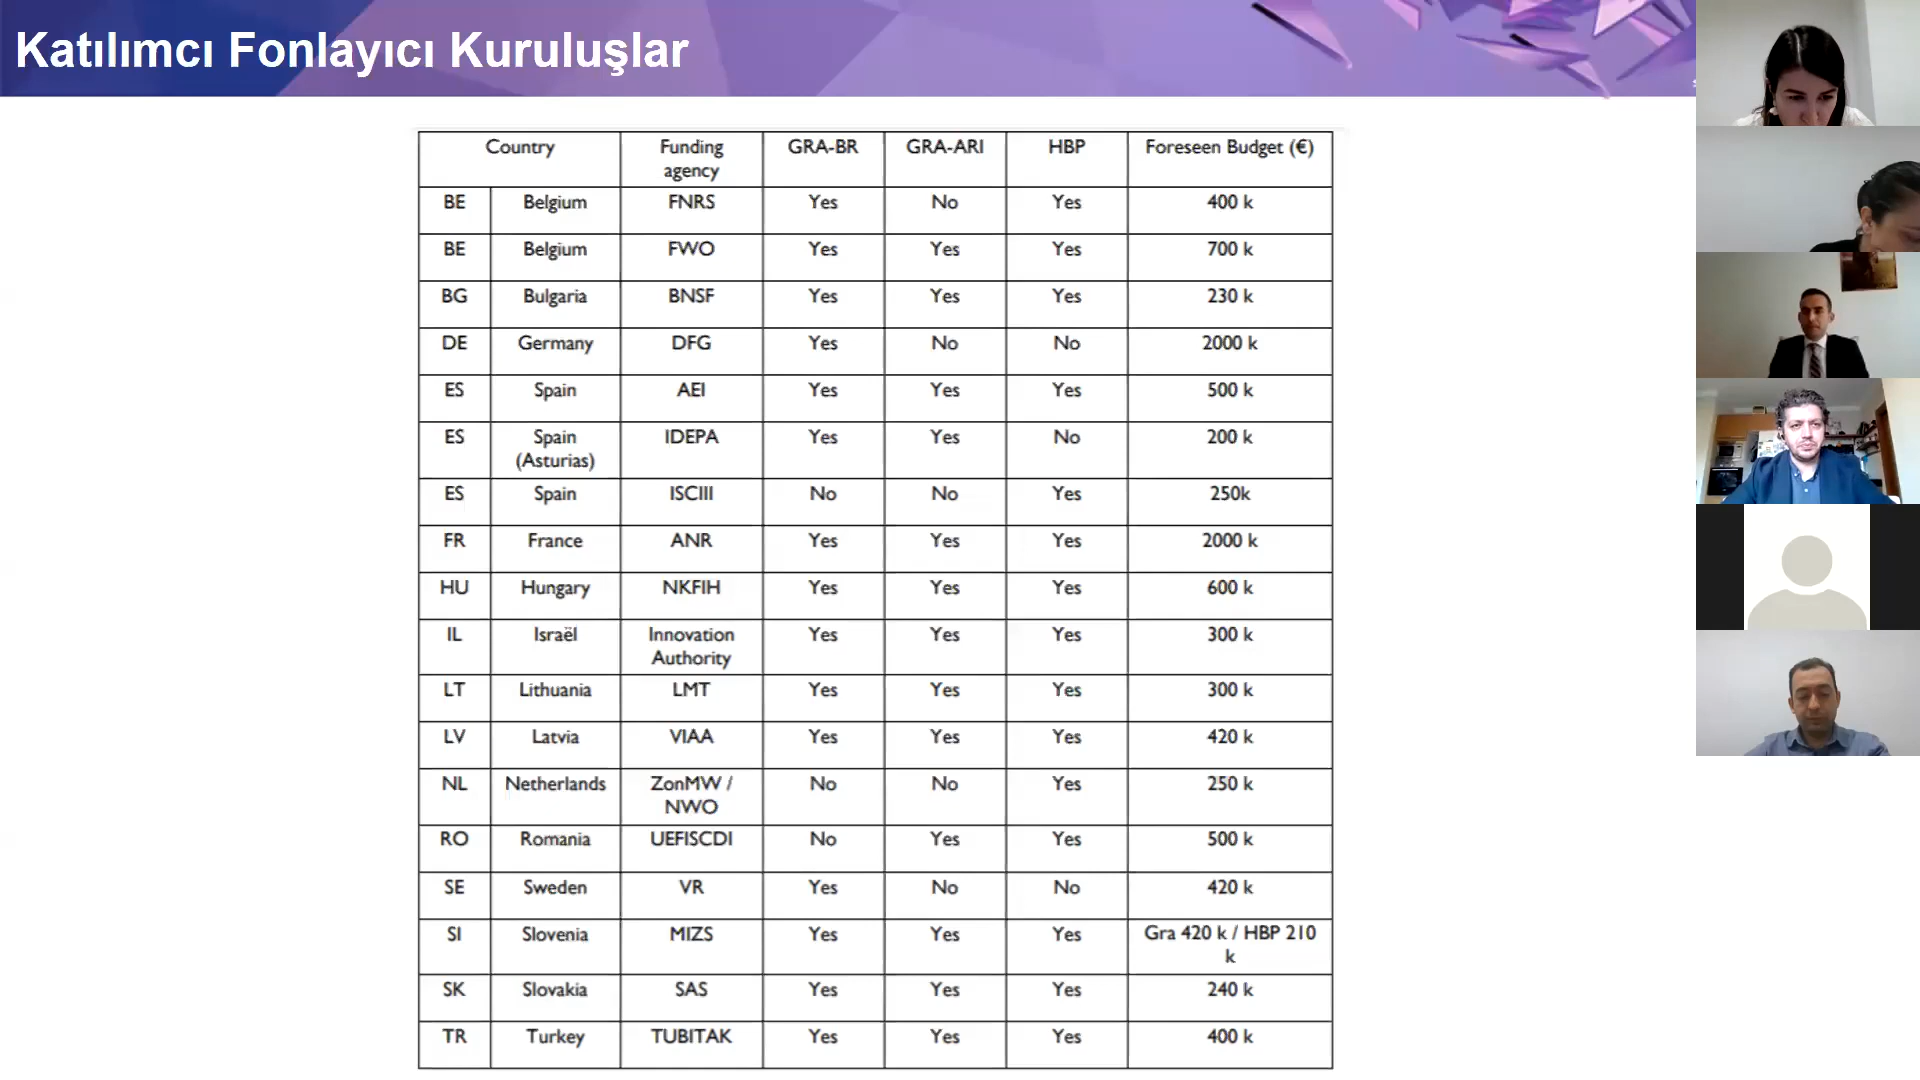 Katılımcı Fonlayıcı Kuruluşlar
Country Funding agency GRA-BR GRA-ARI HBP Foreseen Budget (€)
BE Belgium FNRS Yes No Yes 400 k
BE Belgium FWO Yes Yes Yes 700 k
BG Bulgaria BNSF Yes Yes Yes 230 k
DE Germany DFG Yes No No 2000 k
ES Spain AEI Yes Yes Yes 500 k
ES Spain (Asturias) IDEPA Yes Yes No 200 k
ES Spain ISCIII No No Yes 250k
FR France ANR Yes Yes Yes 2000 k
HU Hungary NKFIH Yes Yes Yes 600 k
IL Israël Innovation Authority Yes Yes Yes 300 k
LT Lithuania LMT Yes Yes Yes 300 k
LV Latvia VIAA Yes Yes Yes 420 k
NL Netherlands ZonMW / NWO No No Yes 250 k
RO Romania UEFISCDI No Yes Yes 500 k
SE Sweden VR Yes No No 420 k
SI Slovenia MIZS Yes Yes Yes Gra 420 k / HBP 210 k
SK Slovakia SAS Yes Yes Yes 240 k
TR Turkey TUBITAK Yes Yes Yes 400 k